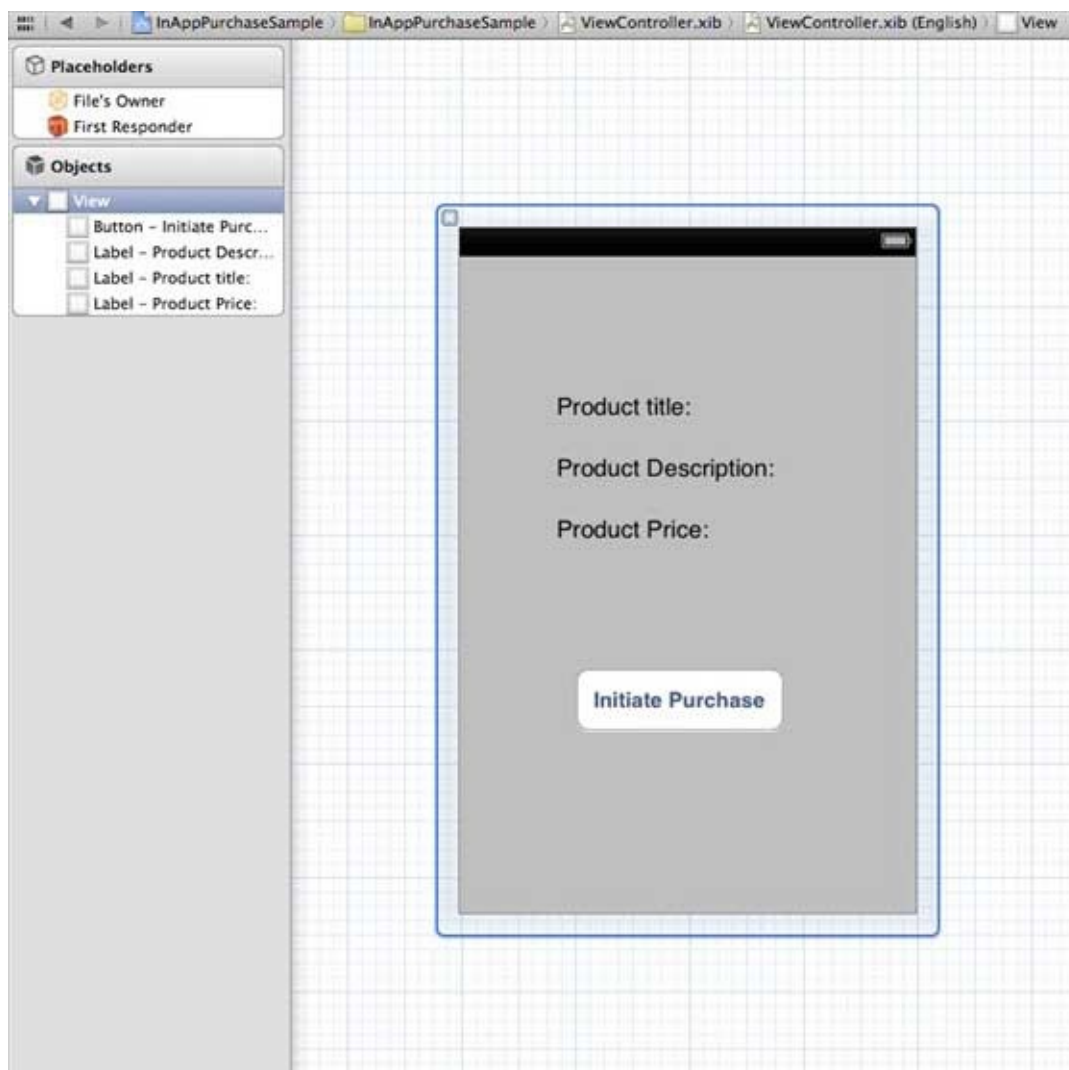 InAppPurchaseSample InAppPurchaseSample ViewController.xib ViewController.xib (English) View
Placeholders
File's Owner
First Responder
Objects
View
Button - Initiate Purc...
Label - Product Descr...
Label - Product title:
Label - Product Price:
Product title:
Product Description:
Product Price:
Initiate Purchase